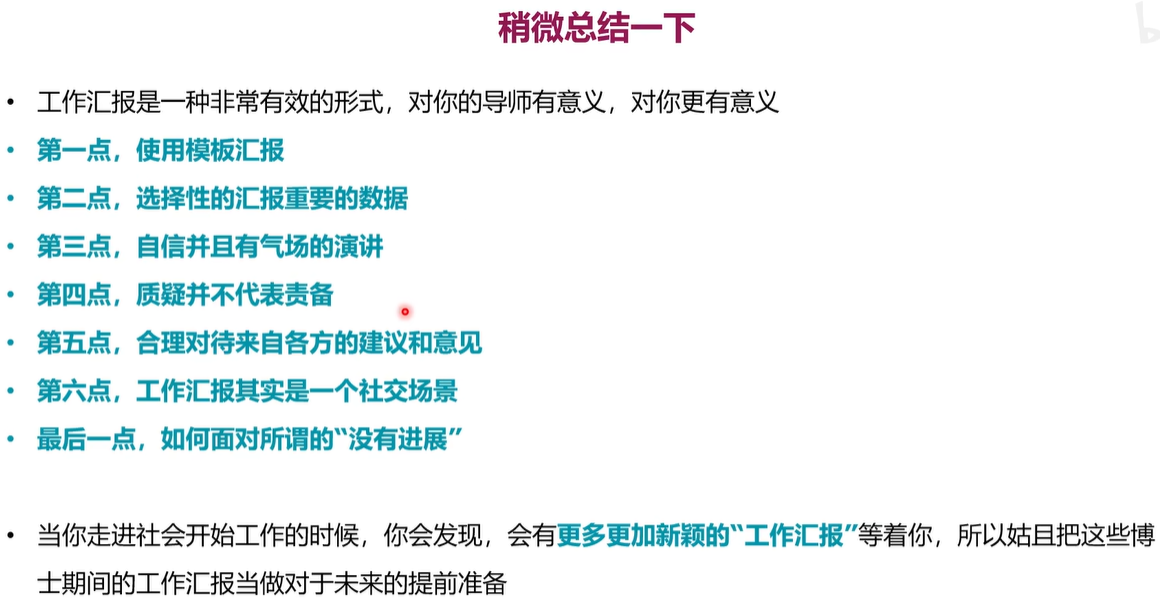 稍微总结一下
• 工作汇报是一种非常有效的形式，对你的导师有意义，对你更有意义
• 第一点，使用模板汇报
• 第二点，选择性的汇报重要的数据
• 第三点，自信并且有气场的演讲
• 第四点，质疑并不代表责备
• 第五点，合理对待来自各方的建议和意见
• 第六点，工作汇报其实是一个社交场景
• 最后一点，如何面对所谓的“没有进展”
• 当你走进社会开始工作的时候，你会发现，会有更多更加新颖的“工作汇报”等着你，所以姑且把这些博
士期间的工作汇报当做对于未来的提前准备